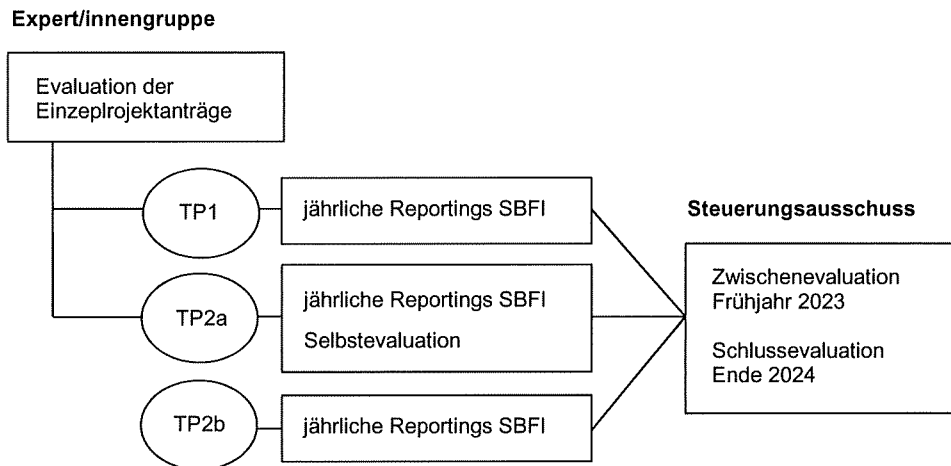 Expert/innengruppe
Evaluation der
Einzeplrojektanträge
TP1
jährliche Reportings SBFI
TP2a
jährliche Reportings SBFI
Selbstevaluation
TP2b
jährliche Reportings SBFI
Steuerungsausschuss
Zwischenevaluation
Frühjahr 2023
Schlussevaluation
Ende 2024